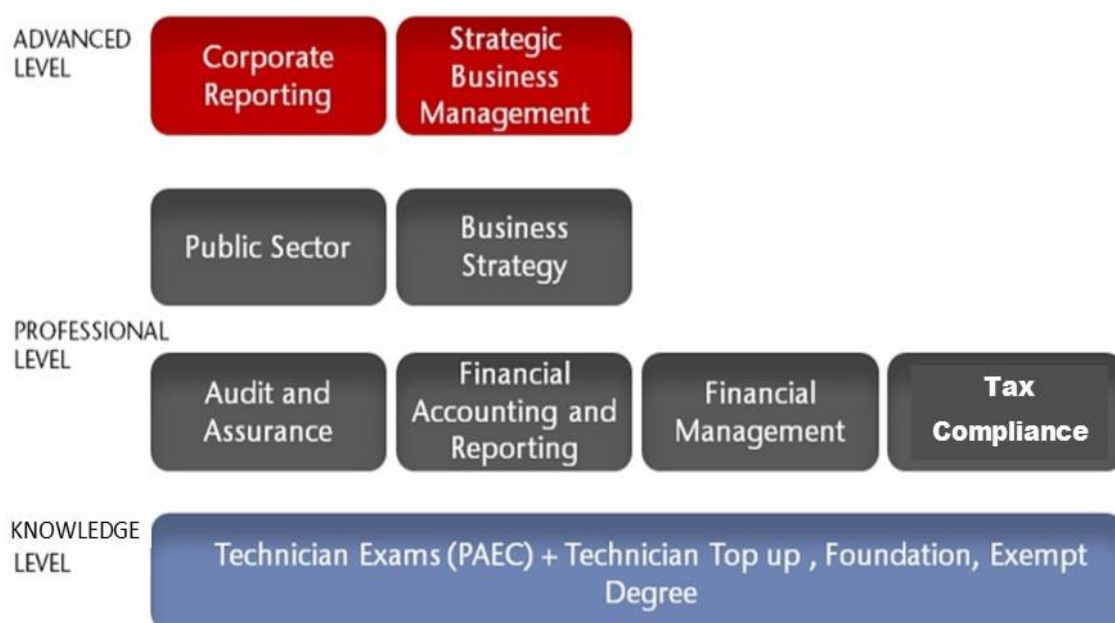 ADVANCED
LEVEL
Corporate
Reporting
Strategic
Business
Management
Public Sector
Business
Strategy
PROFESSIONAL
LEVEL
Audit and
Assurance
Financial
Accounting and
Reporting
Financial
Management
Tax
Compliance
KNOWLEDGE
LEVEL
Technician Exams (PAEC) + Technician Top up , Foundation, Exempt
Degree